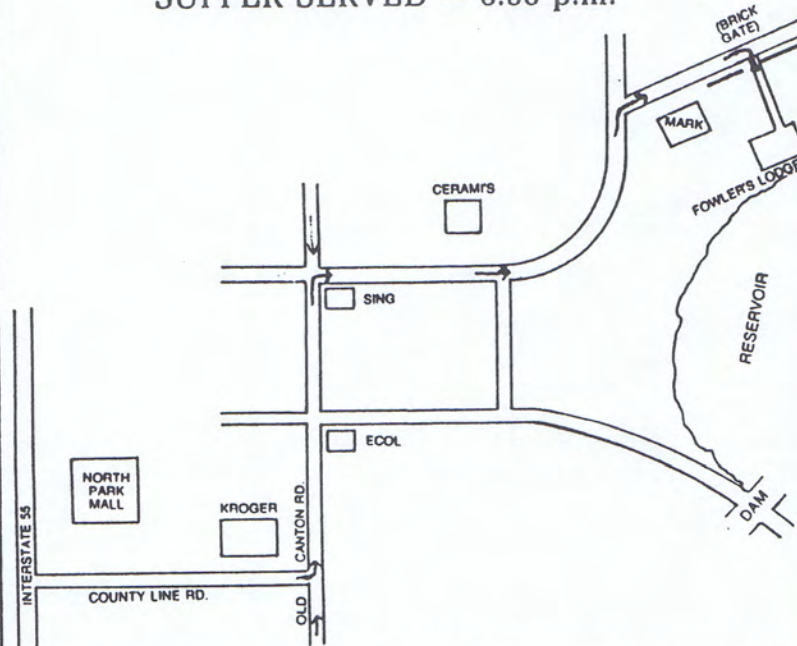 SUPPER SERVED 6:30 p.m.
(BRICK
GATE)
MARK
FOWLER'S LODGE
CERAMI'S
SING
RESERVOIR
ECOL
NORTH
PARK
MALL
KROGER
CANTON RD.
DAM
INTERSTATE 55
COUNTY LINE RD.
OLD